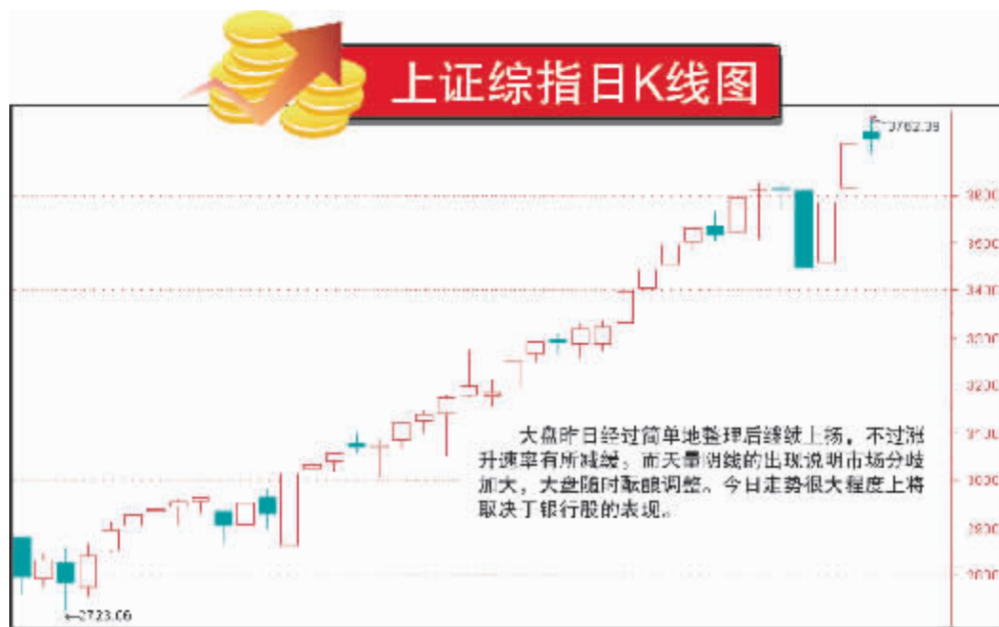 上证综指日K线图
3762.39
3400
3300
3200
3100
3000
大盘昨日经过简单地整理后继续上扬，不过涨
升速率有所减缓，而天量阴线的出现说明市场分歧
加大，大盘随时酝酿调整。今日走势很大程度上将
取决于银行股的表现。
2723.06